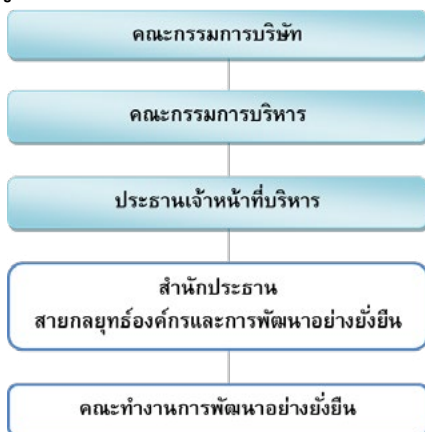 คณะกรรมการบริษัท
คณะกรรมการบริหาร
ประธานเจ้าหน้าที่บริหาร
สำนักประธาน
สายกลยุทธ์องค์กรและการพัฒนาอย่างยั่งยืน
คณะทำงานการพัฒนาอย่างยั่งยืน